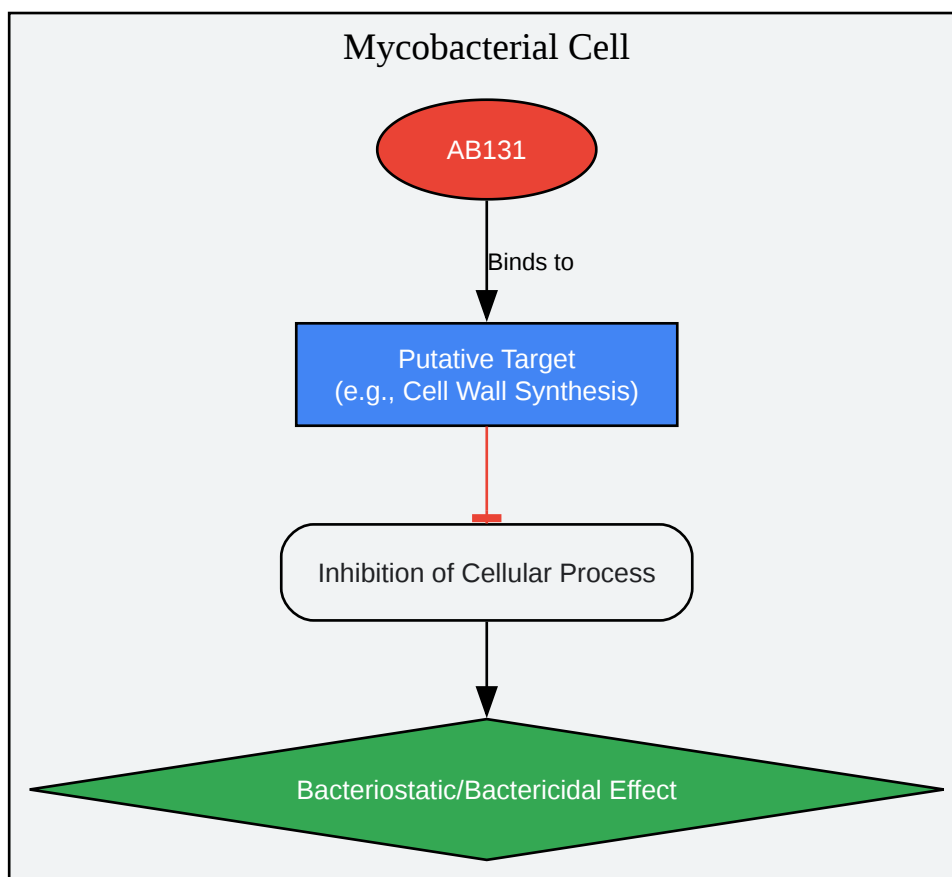 Mycobacterial Cell
AB131
Binds to
Putative Target
(e.g., Cell Wall Synthesis)
Inhibition of Cellular Process
Bacteriostatic/Bactericidal Effect